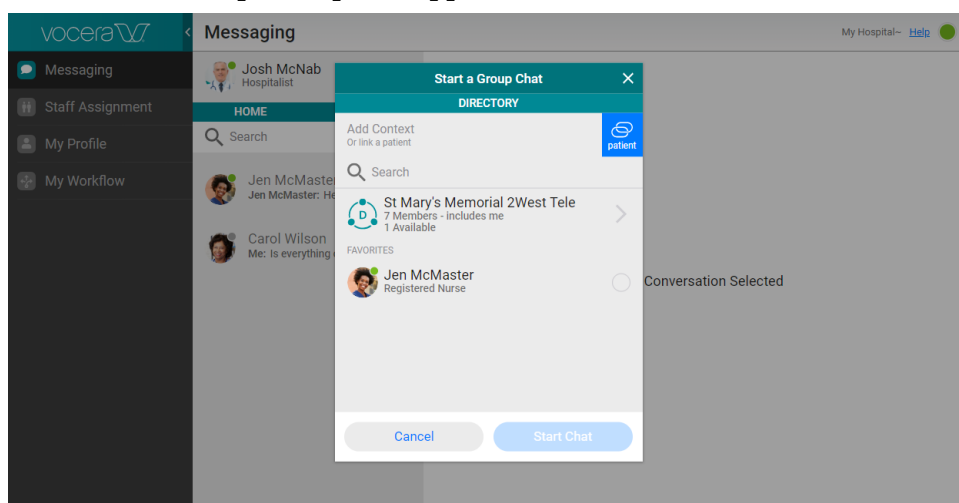 vocera
Messaging
My Hospital~ Help
Messaging
Staff Assignment
My Profile
My Workflow
Josh McNab
Hospitalist
HOME
Search
Jen McMaste
Jen McMaster: He
Carol Wilson
Me: Is everything
Start a Group Chat
DIRECTORY
Add Context
Or link a patient
patient
Search
St Mary's Memorial 2West Tele
7 Members - includes me
1 Available
D
FAVORITES
Jen McMaster
Registered Nurse
Cancel
Start Chat
Conversation Selected